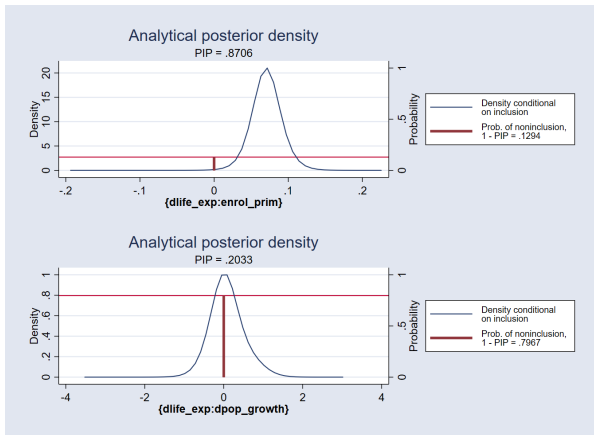 Analytical posterior density
PIP = .8706
Density
0 5 10 15 20
Probability
0 .5 1
-.2 -.1 0 .1 .2
{dlife_exp:enrol_prim}
Density conditional
on inclusion
Prob. of noninclusion,
1 - PIP = .1294
Analytical posterior density
PIP = .2033
Density
0 .2 .4 .6 .8 1
Probability
0 .5 1
-4 -2 0 2 4
{dlife_exp:dpop_growth}
Density conditional
on inclusion
Prob. of noninclusion,
1 - PIP = .7967